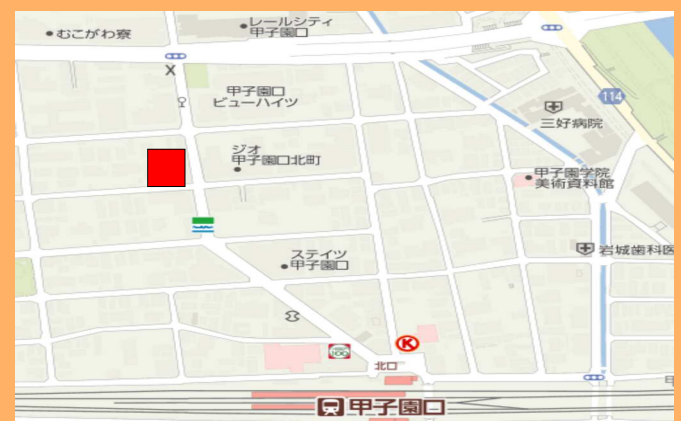 むこがわ寮
レールシティ
甲子園口
X
甲子園口
ビューハイツ
114
三好病院
ジオ
甲子園口北町
甲子園学院
美術資料館
ステイツ
甲子園口
岩城歯科医
100
K
北口
甲
甲子園口